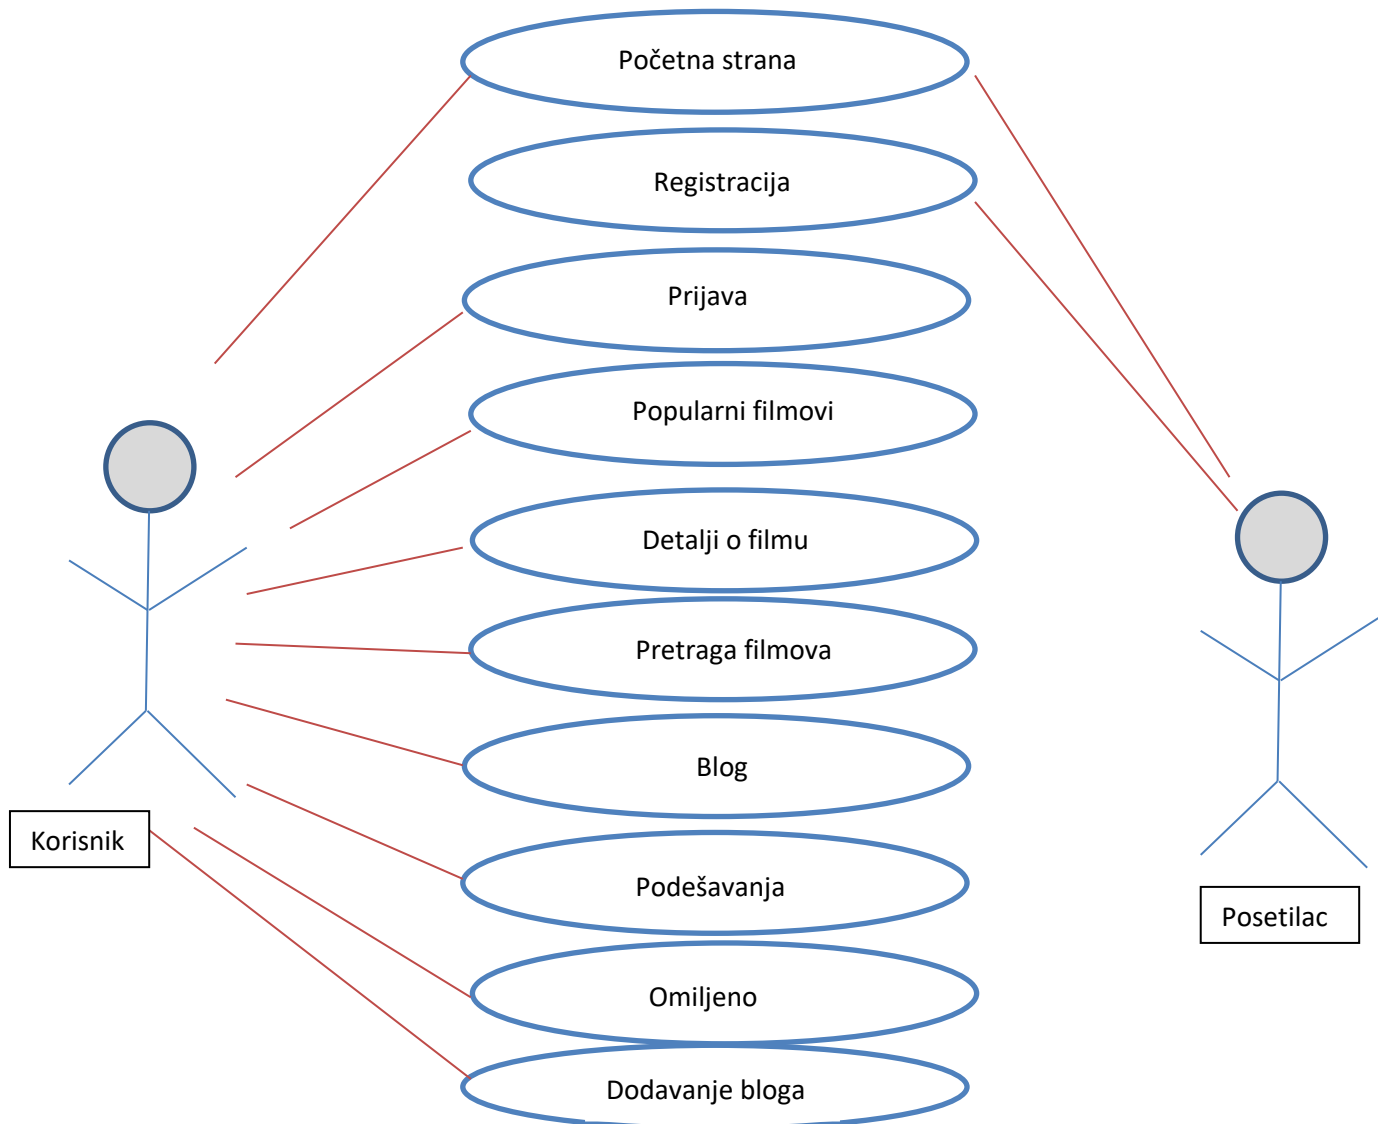 Početna strana
Registracija
Prijava
Popularni filmovi
Detalji o filmu
Pretraga filmova
Blog
Korisnik
Podešavanja
Posetilac
Omiljeno
Dodavanje bloga